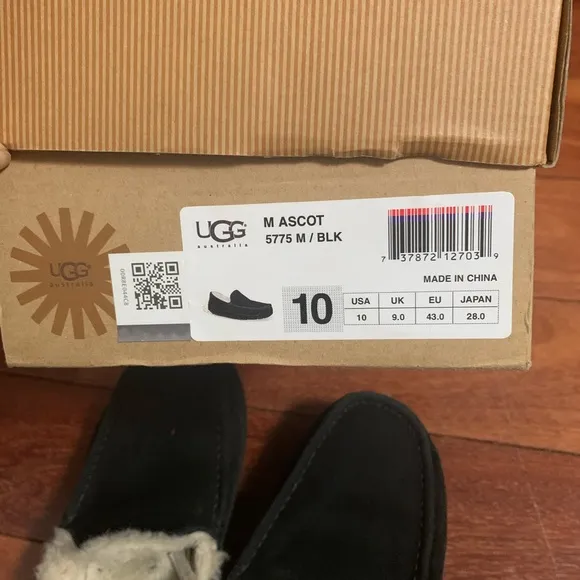 UGG
australia
UGG
australia
M ASCOT
5775 M / BLK
7 37872 12703 9
MADE IN CHINA
10
USA UK EU JAPAN
10 9.0 43.0 28.0